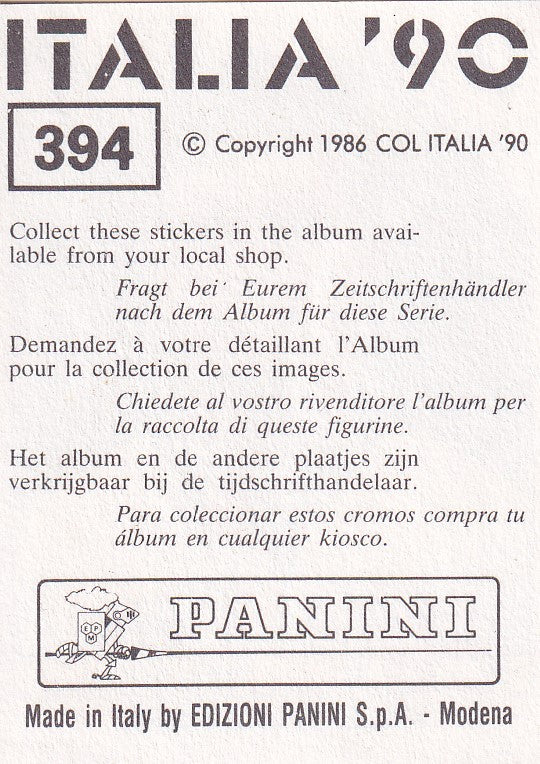 ITALIA '90
394
© Copyright 1986 COL ITALIA '90
Collect these stickers in the album avai-
lable from your local shop.
Fragt bei Eurem Zeitschriftenhändler
nach dem Album für diese Serie.
Demandez à votre détaillant l'Album
pour la collection de ces images.
Chiedete al vostro rivenditore l'album per
la raccolta di queste figurine.
Het album en de andere plaatjes zijn
verkrijgbaar bij de tijdschrifthandelaar.
Para coleccionar estos cromos compra tu
álbum en cualquier kiosco.
EPM
PANINI
Made in Italy by EDIZIONI PANINI S.p.A. - Modena